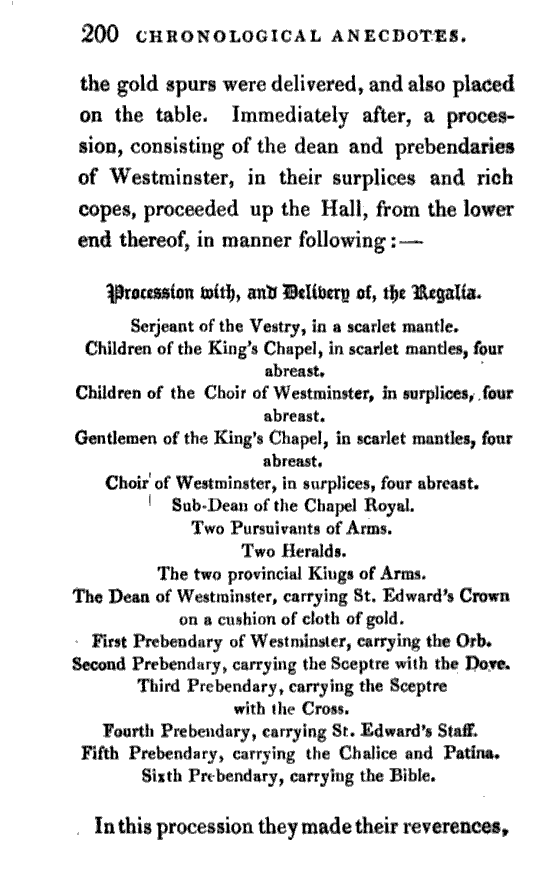 200 CHRONOLOGICAL ANECDOTES.
the gold spurs were delivered, and also placed
on the table. Immediately after, a proces-
sion, consisting of the dean and prebendaries
of Westminster, in their surplices and rich
copes, proceeded up the Hall, from the lower
end thereof, in manner following:—
Procession with, and Delivery of, the Regalia.
Serjeant of the Vestry, in a scarlet mantle.
Children of the King's Chapel, in scarlet mantles, four
abreast.
Children of the Choir of Westminster, in surplices, four
abreast.
Gentlemen of the King's Chapel, in scarlet mantles, four
abreast.
Choir of Westminster, in surplices, four abreast.
Sub-Dean of the Chapel Royal.
Two Pursuivants of Arms.
Two Heralds.
The two provincial Kings of Arms.
The Dean of Westminster, carrying St. Edward's Crown
on a cushion of cloth of gold.
First Prebendary of Westminster, carrying the Orb.
Second Prebendary, carrying the Sceptre with the Dove.
Third Prebendary, carrying the Sceptre
with the Cross.
Fourth Prebendary, carrying St. Edward's Staff.
Fifth Prebendary, carrying the Chalice and Patina.
Sixth Prebendary, carrying the Bible.
In this procession they made their reverences,